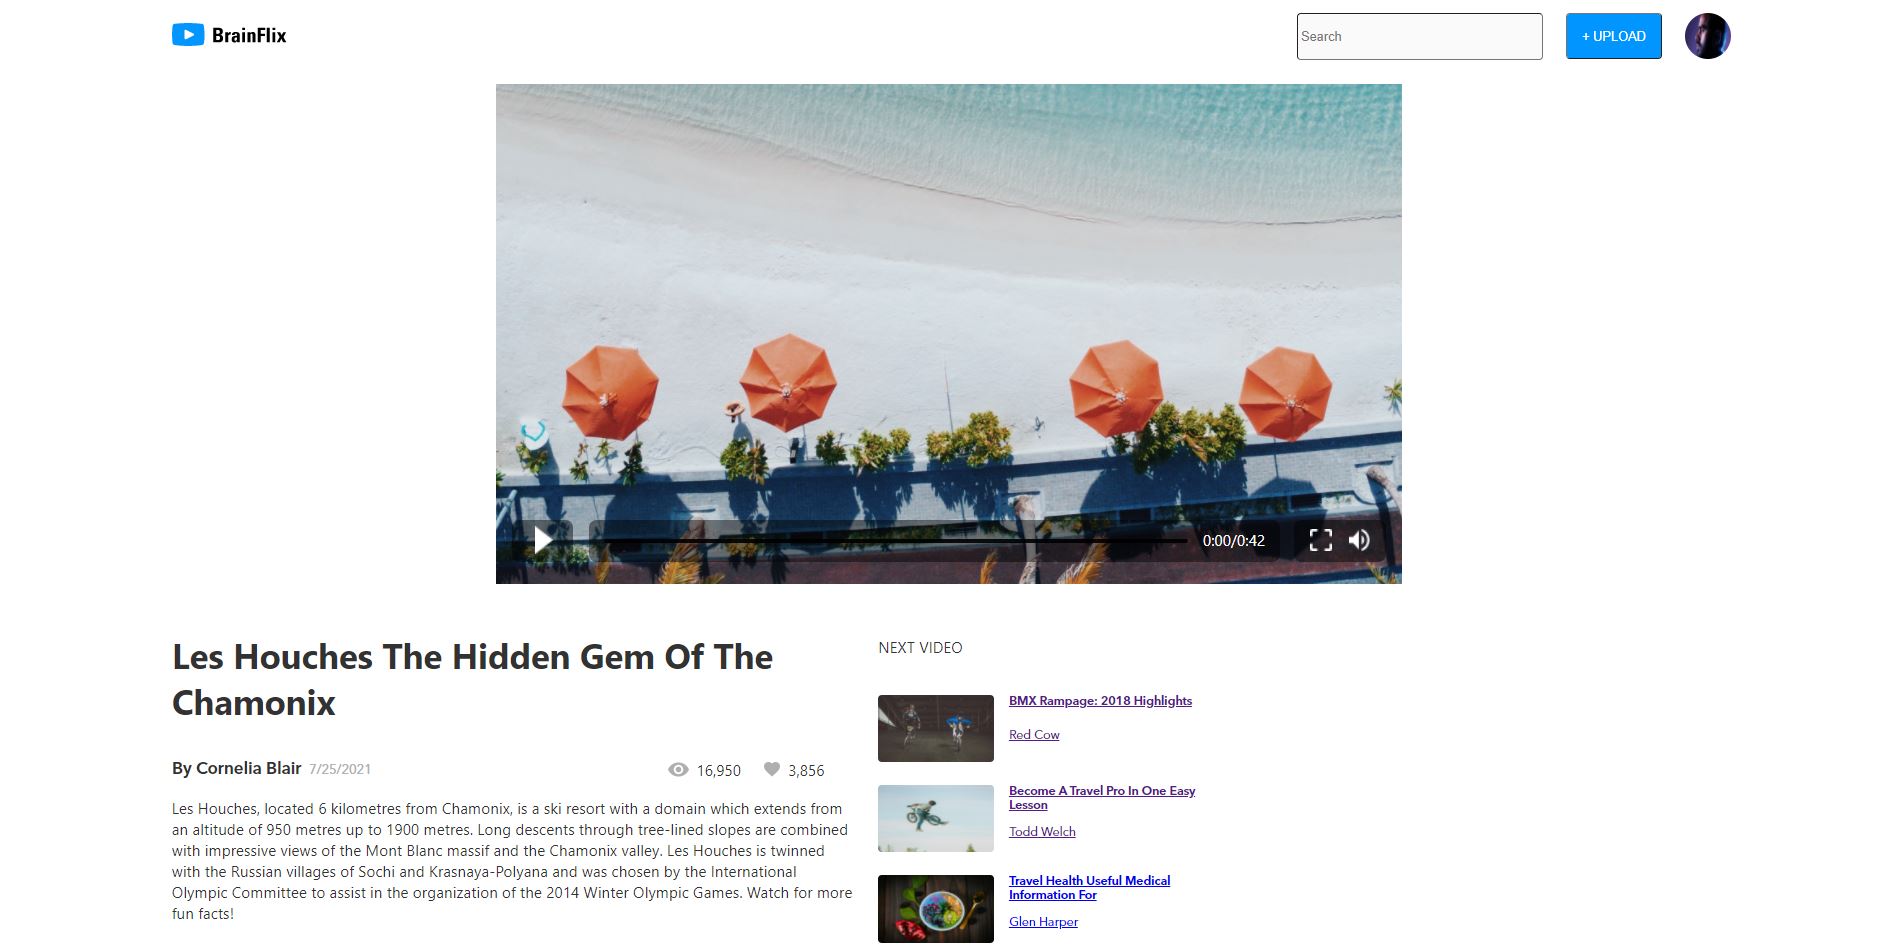 BrainFlix
Search
+ UPLOAD
0:00/0:42
Les Houches The Hidden Gem Of The
Chamonix
By Cornelia Blair 7/25/2021
16,950 3,856
Les Houches, located 6 kilometres from Chamonix, is a ski resort with a domain which extends from
an altitude of 950 metres up to 1900 metres. Long descents through tree-lined slopes are combined
with impressive views of the Mont Blanc massif and the Chamonix valley. Les Houches is twinned
with the Russian villages of Sochi and Krasnaya-Polyana and was chosen by the International
Olympic Committee to assist in the organization of the 2014 Winter Olympic Games. Watch for more
fun facts!
NEXT VIDEO
BMX Rampage: 2018 Highlights
Red Cow
Become A Travel Pro In One Easy
Lesson
Todd Welch
Travel Health Useful Medical
Information For
Glen Harper